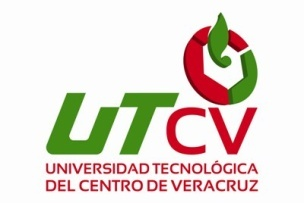 UTCV
UNIVERSIDAD TECNOLÓGICA
DEL CENTRO DE VERACRUZ